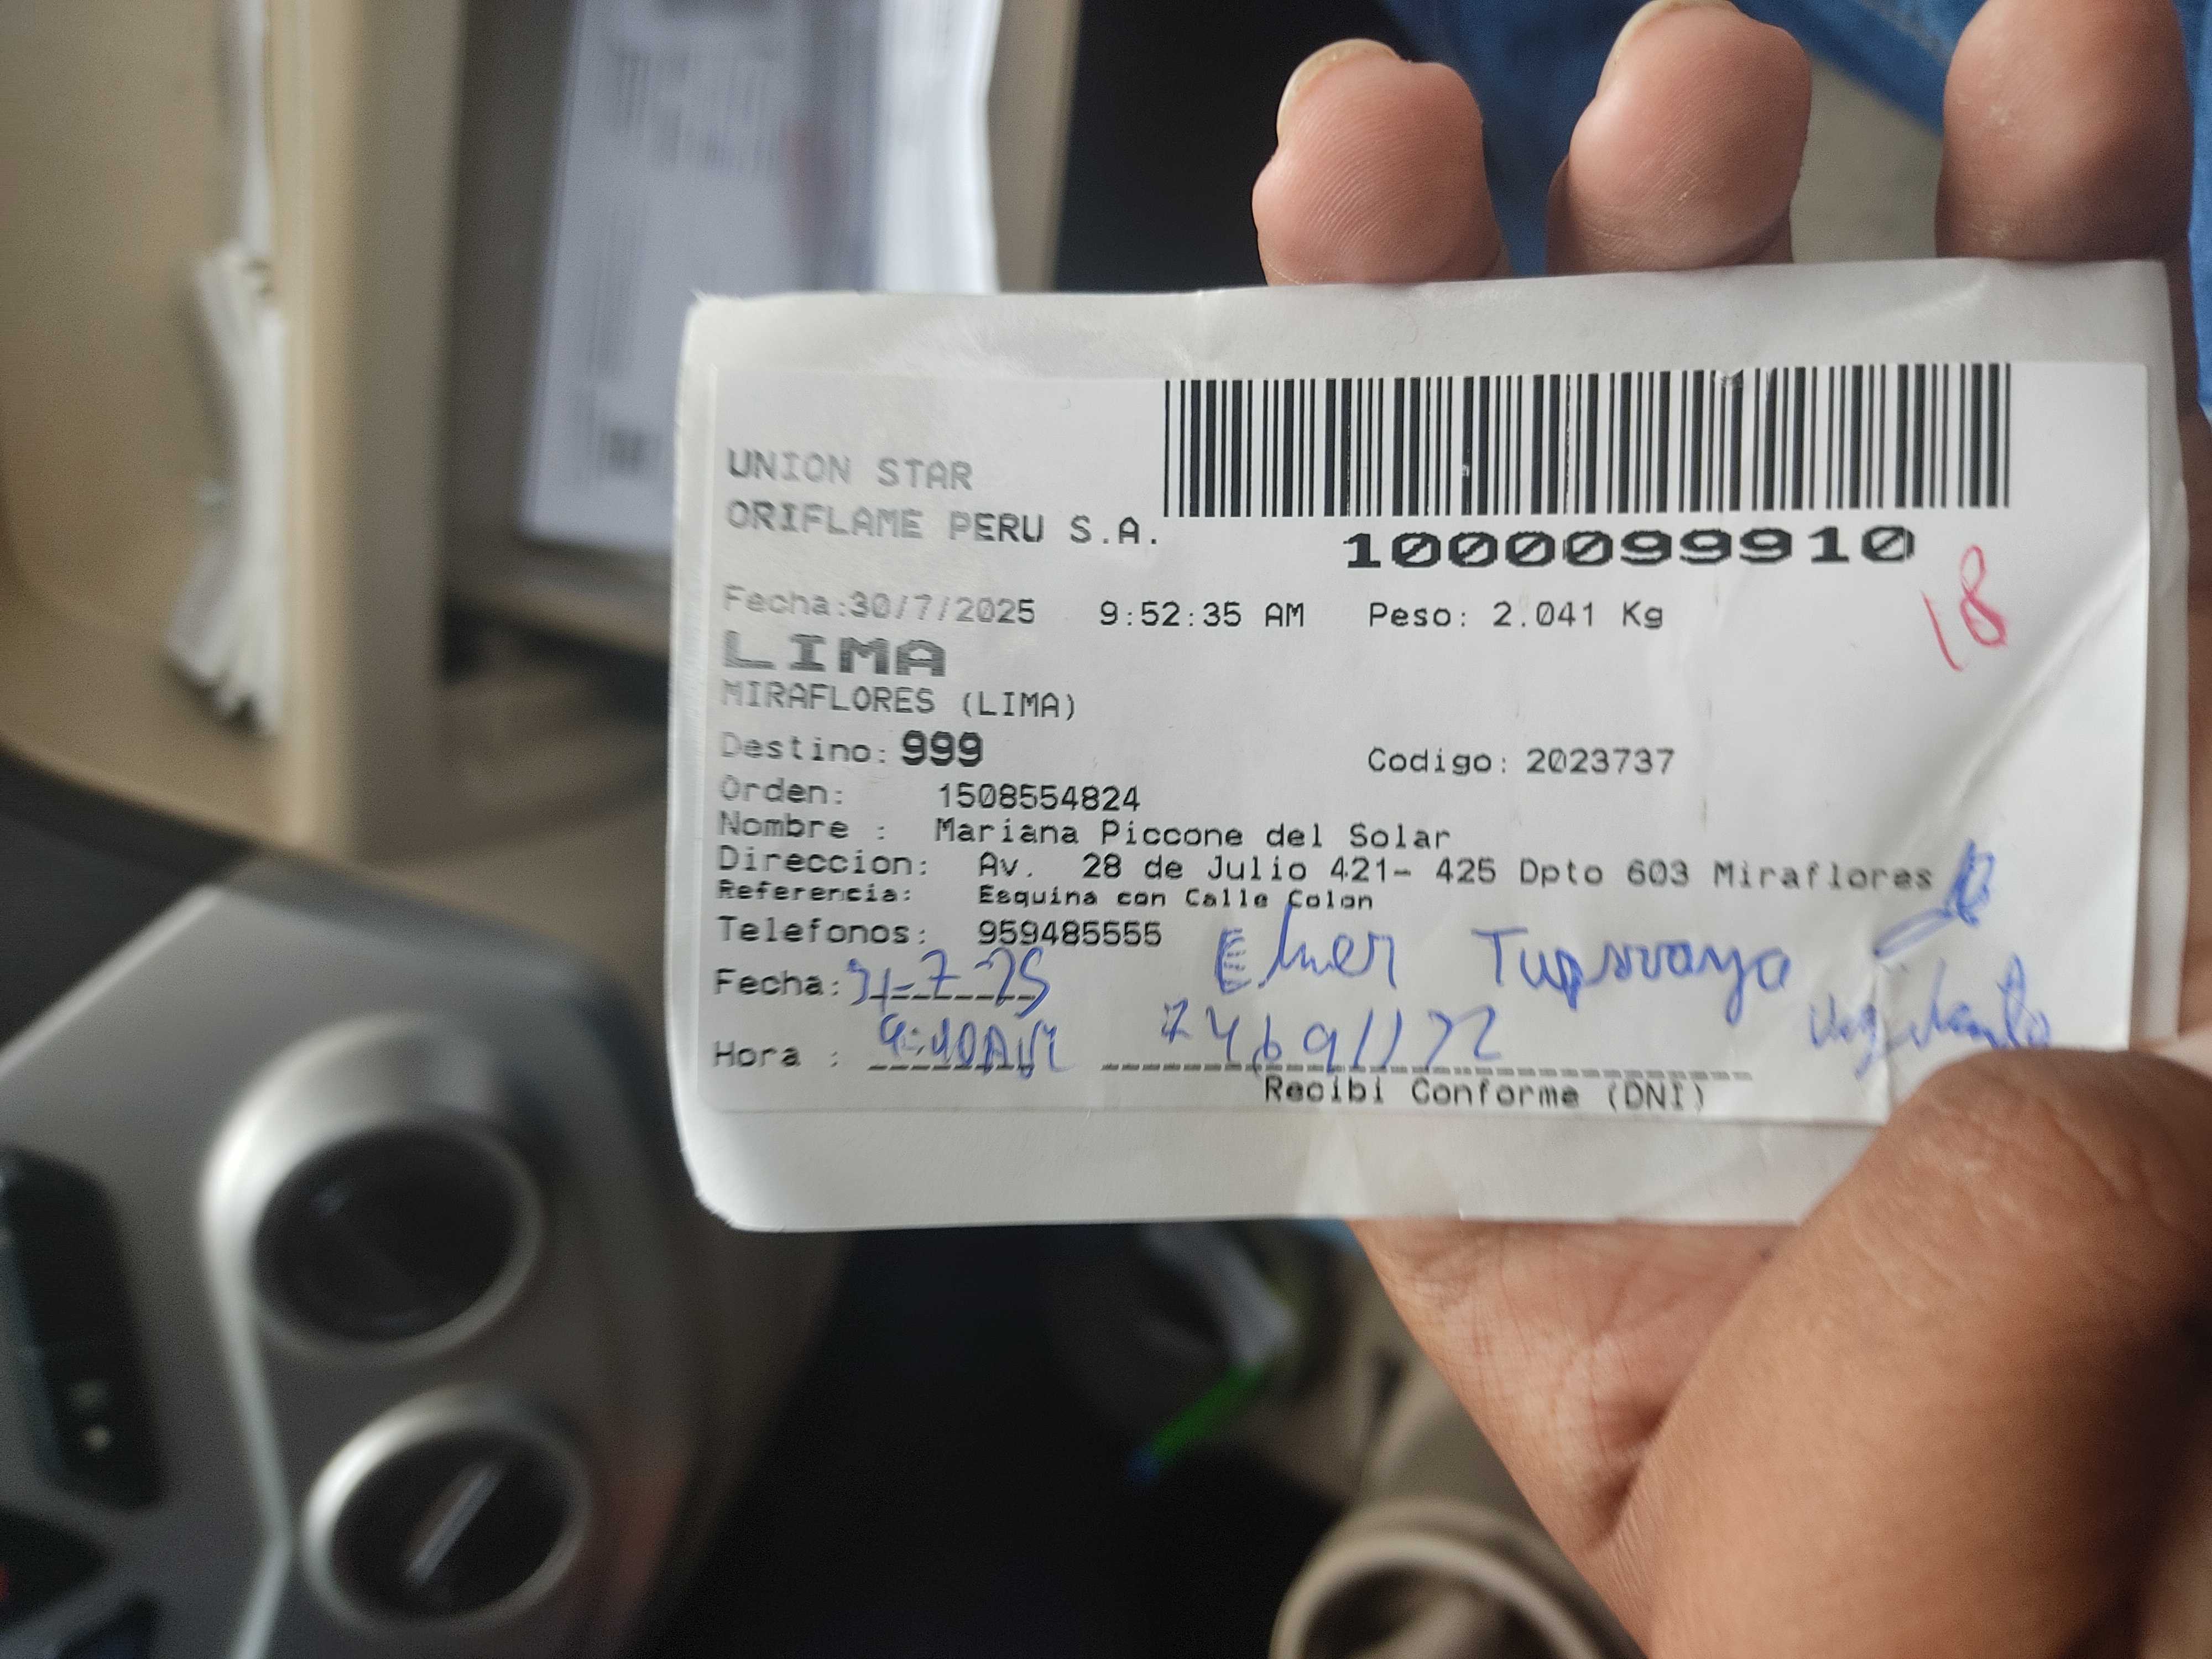 UNION STAR
ORIFLAME PERU S.A.
1000099910
18
Fecha:30/7/2025 9:52:35 AM Peso: 2.041 Kg
LIMA
MIRAFLORES (LIMA)
Destino: 999 Codigo: 2023737
Orden: 1508554824
Nombre : Mariana Piccone del Solar
Direccion: Av. 28 de Julio 421- 425 Dpto 603 Miraflores
Referencia: Esquina con Calle Colon
Telefonos: 959485555
Fecha: 31-7-25 Elmer
Hora : 9:40AM
Recibi Conforme (DNI)